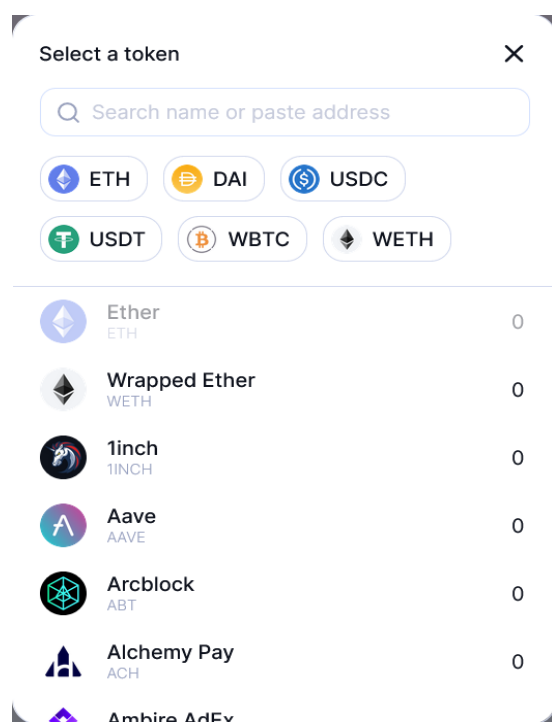 Select a token
Search name or paste address
ETH DAI USDC
USDT WBTC WETH
Ether 0
ETH
Wrapped Ether 0
WETH
1inch 0
1INCH
Aave 0
AAVE
Arcblock 0
ABT
Alchemy Pay 0
ACH
Ambire AdEx